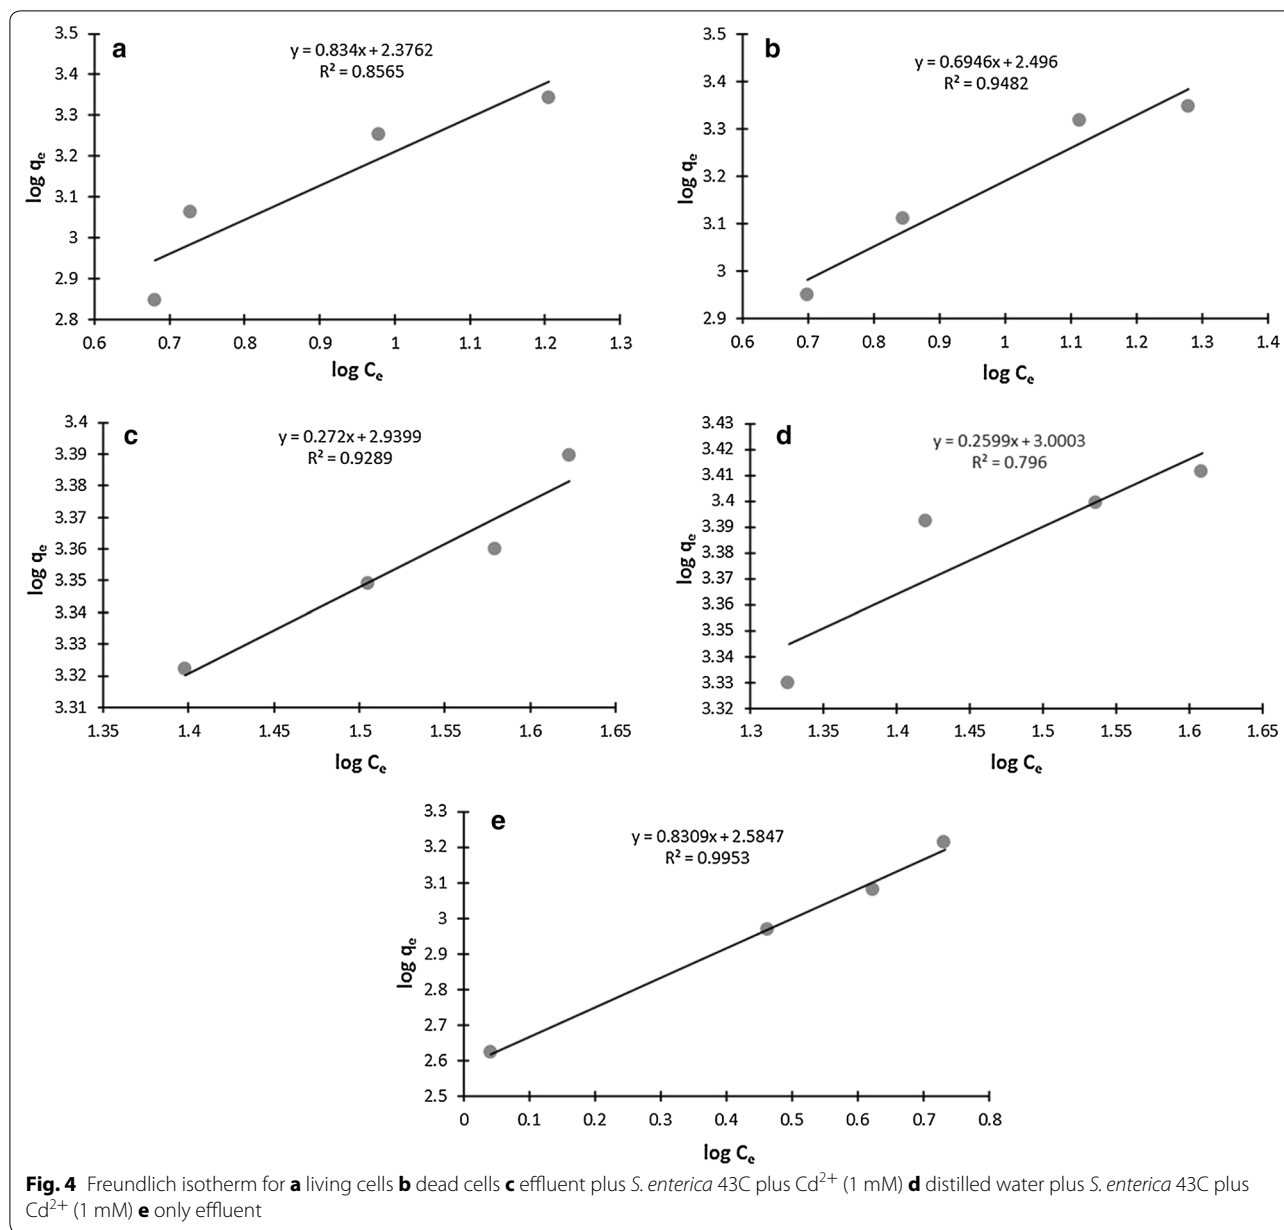 a
y = 0.834x + 2.3762
R² = 0.8565
3.5
3.4
3.3
3.2
3.1
3
2.9
2.8
log qₑ
0.6 0.7 0.8 0.9 1 1.1 1.2 1.3
log Cₑ
b
y = 0.6946x + 2.496
R² = 0.9482
3.5
3.4
3.3
3.2
3.1
3
2.9
log qₑ
0.6 0.7 0.8 0.9 1 1.1 1.2 1.3 1.4
log Cₑ
c
y = 0.272x + 2.9399
R² = 0.9289
3.4
3.39
3.38
3.37
3.36
3.35
3.34
3.33
3.32
3.31
log qₑ
1.35 1.4 1.45 1.5 1.55 1.6 1.65
log Cₑ
d
y = 0.2599x + 3.0003
R² = 0.796
3.43
3.42
3.41
3.4
3.39
3.38
3.37
3.36
3.35
3.34
3.33
3.32
log qₑ
1.3 1.35 1.4 1.45 1.5 1.55 1.6 1.65
log Cₑ
e
y = 0.8309x + 2.5847
R² = 0.9953
3.3
3.2
3.1
3
2.9
2.8
2.7
2.6
2.5
log qₑ
0 0.1 0.2 0.3 0.4 0.5 0.6 0.7 0.8
log Cₑ
Fig. 4 Freundlich isotherm for a living cells b dead cells c effluent plus S. enterica 43C plus Cd²⁺ (1 mM) d distilled water plus S. enterica 43C plus
Cd²⁺ (1 mM) e only effluent